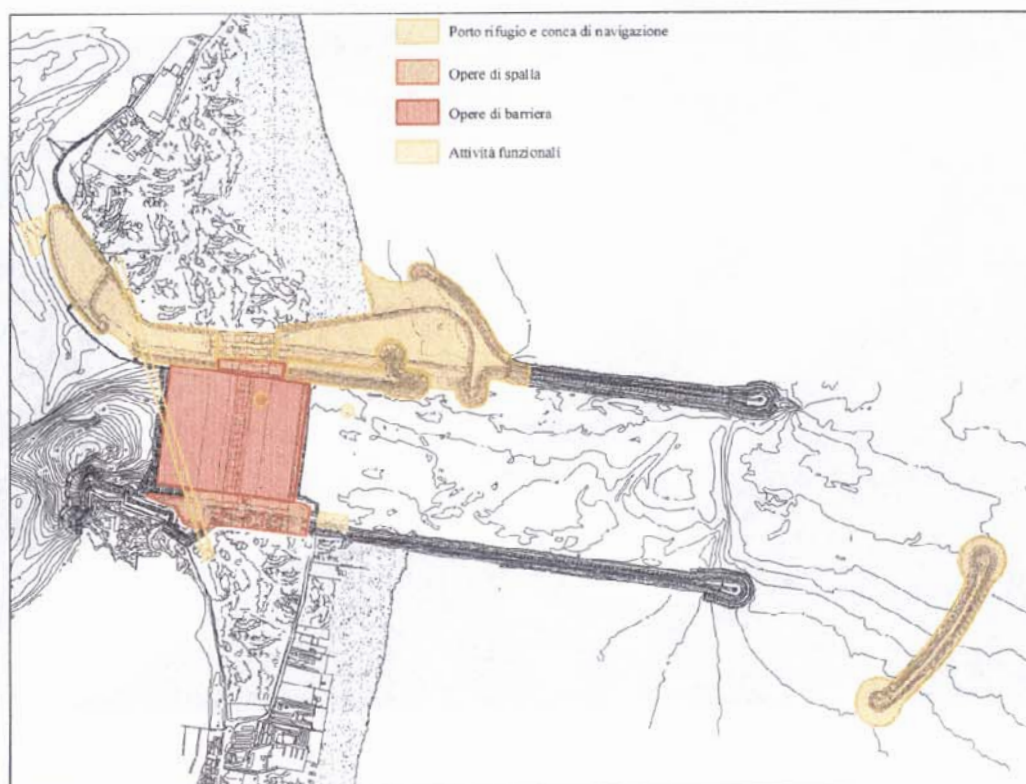 Porto rifugio e conca di navigazione
Opere di spalla
Opere di barriera
Attività funzionali